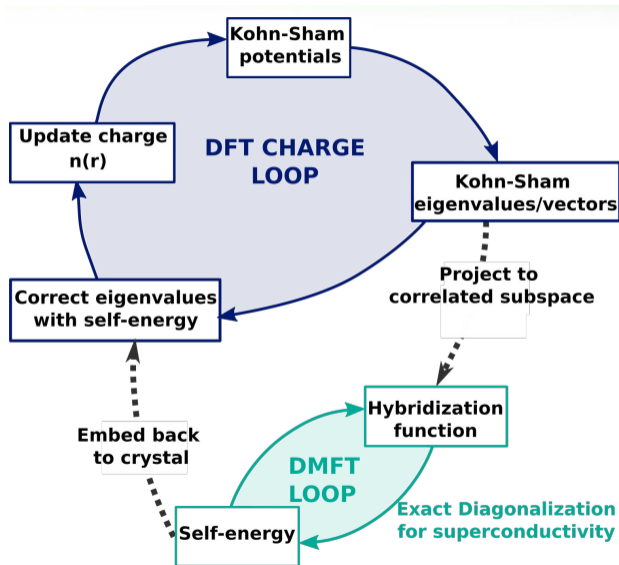 Kohn-Sham
potentials
Update charge
n(r)
DFT CHARGE
LOOP
Kohn-Sham
eigenvalues/vectors
Project to
correlated subspace
Correct eigenvalues
with self-energy
Hybridization
function
Embed back
to crystal
DMFT
LOOP
Exact Diagonalization
for superconductivity
Self-energy